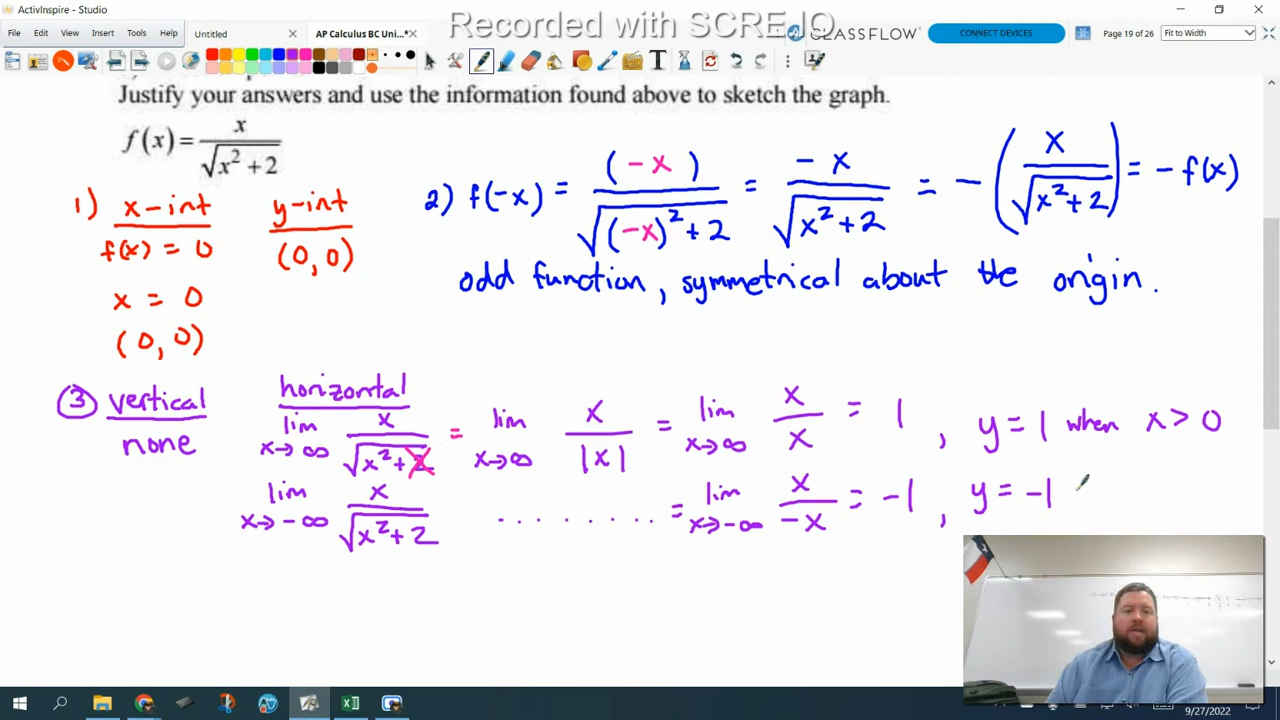 ActivInspire - Studio
Recorded with SCRE.IO
File Edit View Insert Tools Help
Untitled
AP Calculus BC Uni...
CLASSFLOW
CONNECT DEVICES
Page 19 of 26
Fit to Width
Justify your answers and use the information found above to sketch the graph.
f(x) = x / √(x² + 2)
1) x-int y-int
f(x) = 0 (0,0)
x = 0
(0,0)
2) f(-x) = (-x) / √((-x)² + 2) = -x / √(x² + 2) = -(x / √(x² + 2)) = -f(x)
odd function, symmetrical about the origin.
③ vertical
none
horizontal
lim x→∞ x / √(x² + 2) = lim x→∞ x / |x| = lim x→∞ x / x = 1, y = 1 when x > 0
lim x→-∞ x / √(x² + 2) ........ = lim x→-∞ x / -x = -1, y = -1
9/27/2022